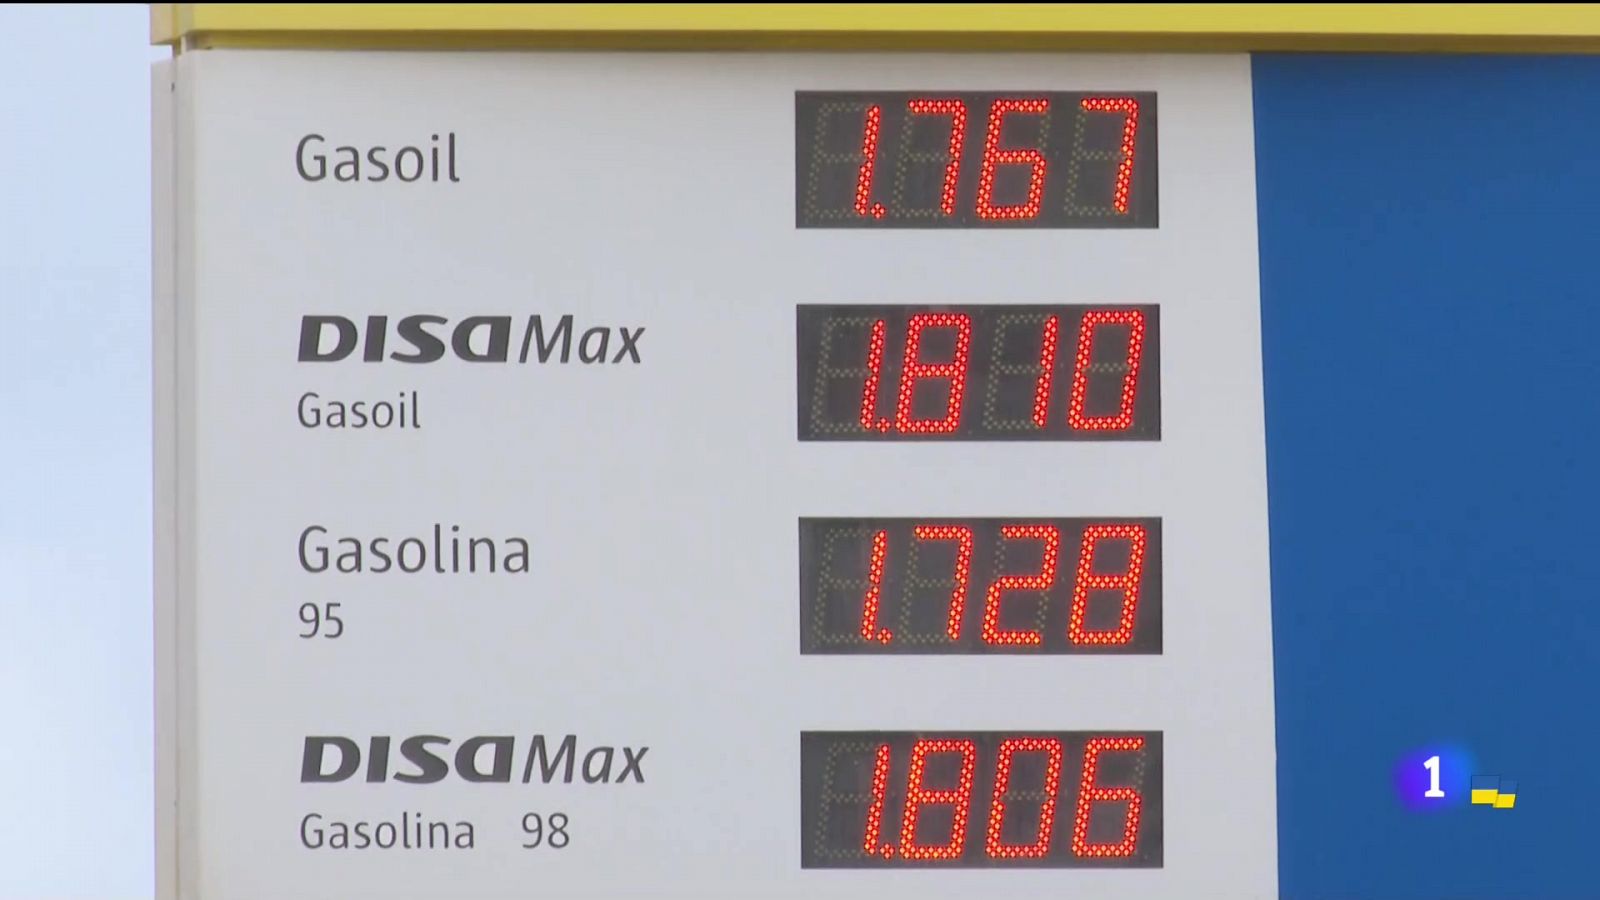 Gasoil 1.767
DISA Max 1.810
Gasoil
Gasolina 1.728
95
DISA Max 1.806
Gasolina 98
1